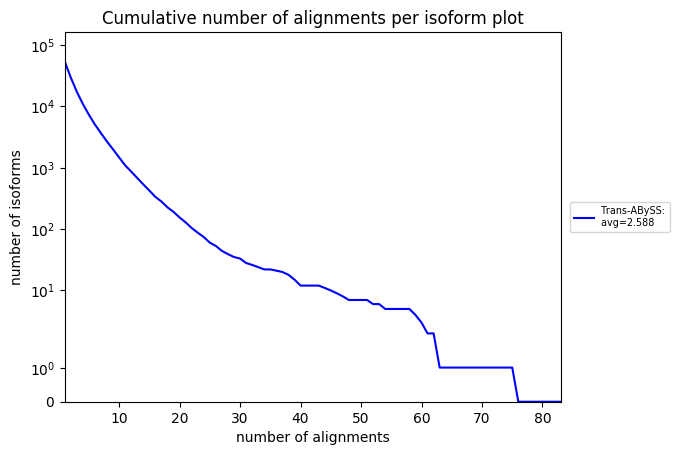 Cumulative number of alignments per isoform plot
10⁵
10⁴
10³
10²
10¹
10⁰
0
number of isoforms
10 20 30 40 50 60 70 80
number of alignments
Trans-ABySS:
avg=2.588